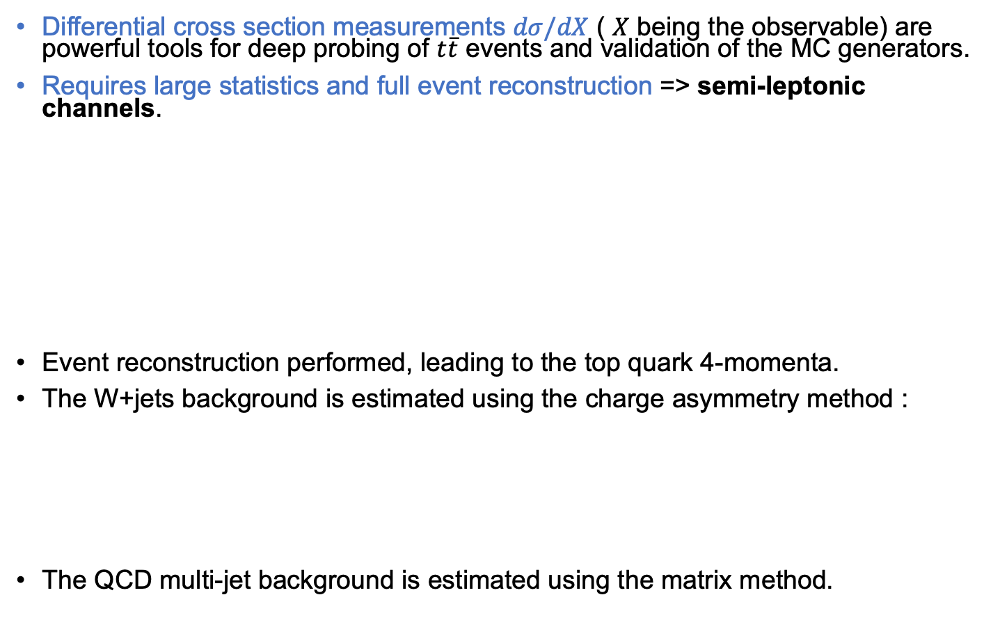 • Differential cross section measurements 𝑑𝜎/𝑑𝑋 ( 𝑋 being the observable) are
powerful tools for deep probing of 𝑡𝑡̄ events and validation of the MC generators.
• Requires large statistics and full event reconstruction => semi-leptonic
channels.
• Event reconstruction performed, leading to the top quark 4-momenta.
• The W+jets background is estimated using the charge asymmetry method :
• The QCD multi-jet background is estimated using the matrix method.